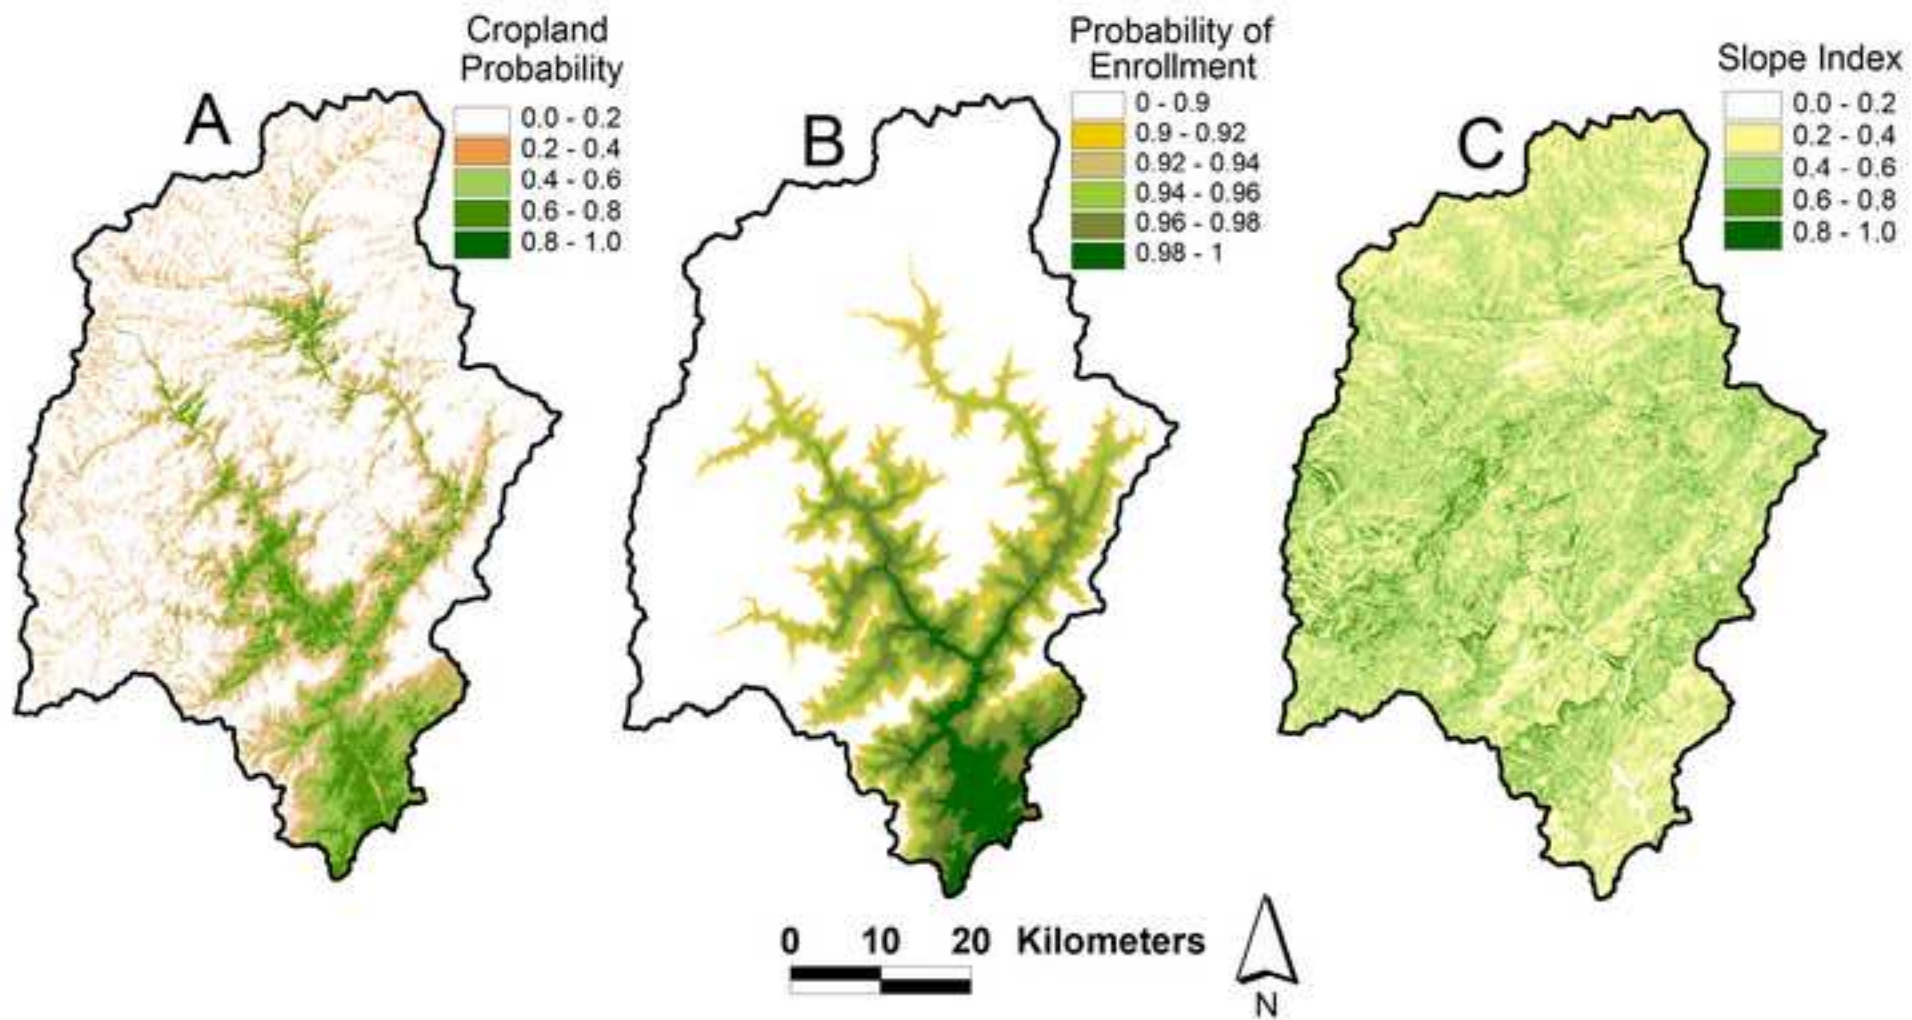 A
Cropland
Probability
0.0 - 0.2
0.2 - 0.4
0.4 - 0.6
0.6 - 0.8
0.8 - 1.0
B
Probability of
Enrollment
0 - 0.9
0.9 - 0.92
0.92 - 0.94
0.94 - 0.96
0.96 - 0.98
0.98 - 1
C
Slope Index
0.0 - 0.2
0.2 - 0.4
0.4 - 0.6
0.6 - 0.8
0.8 - 1.0
0 10 20 Kilometers
N